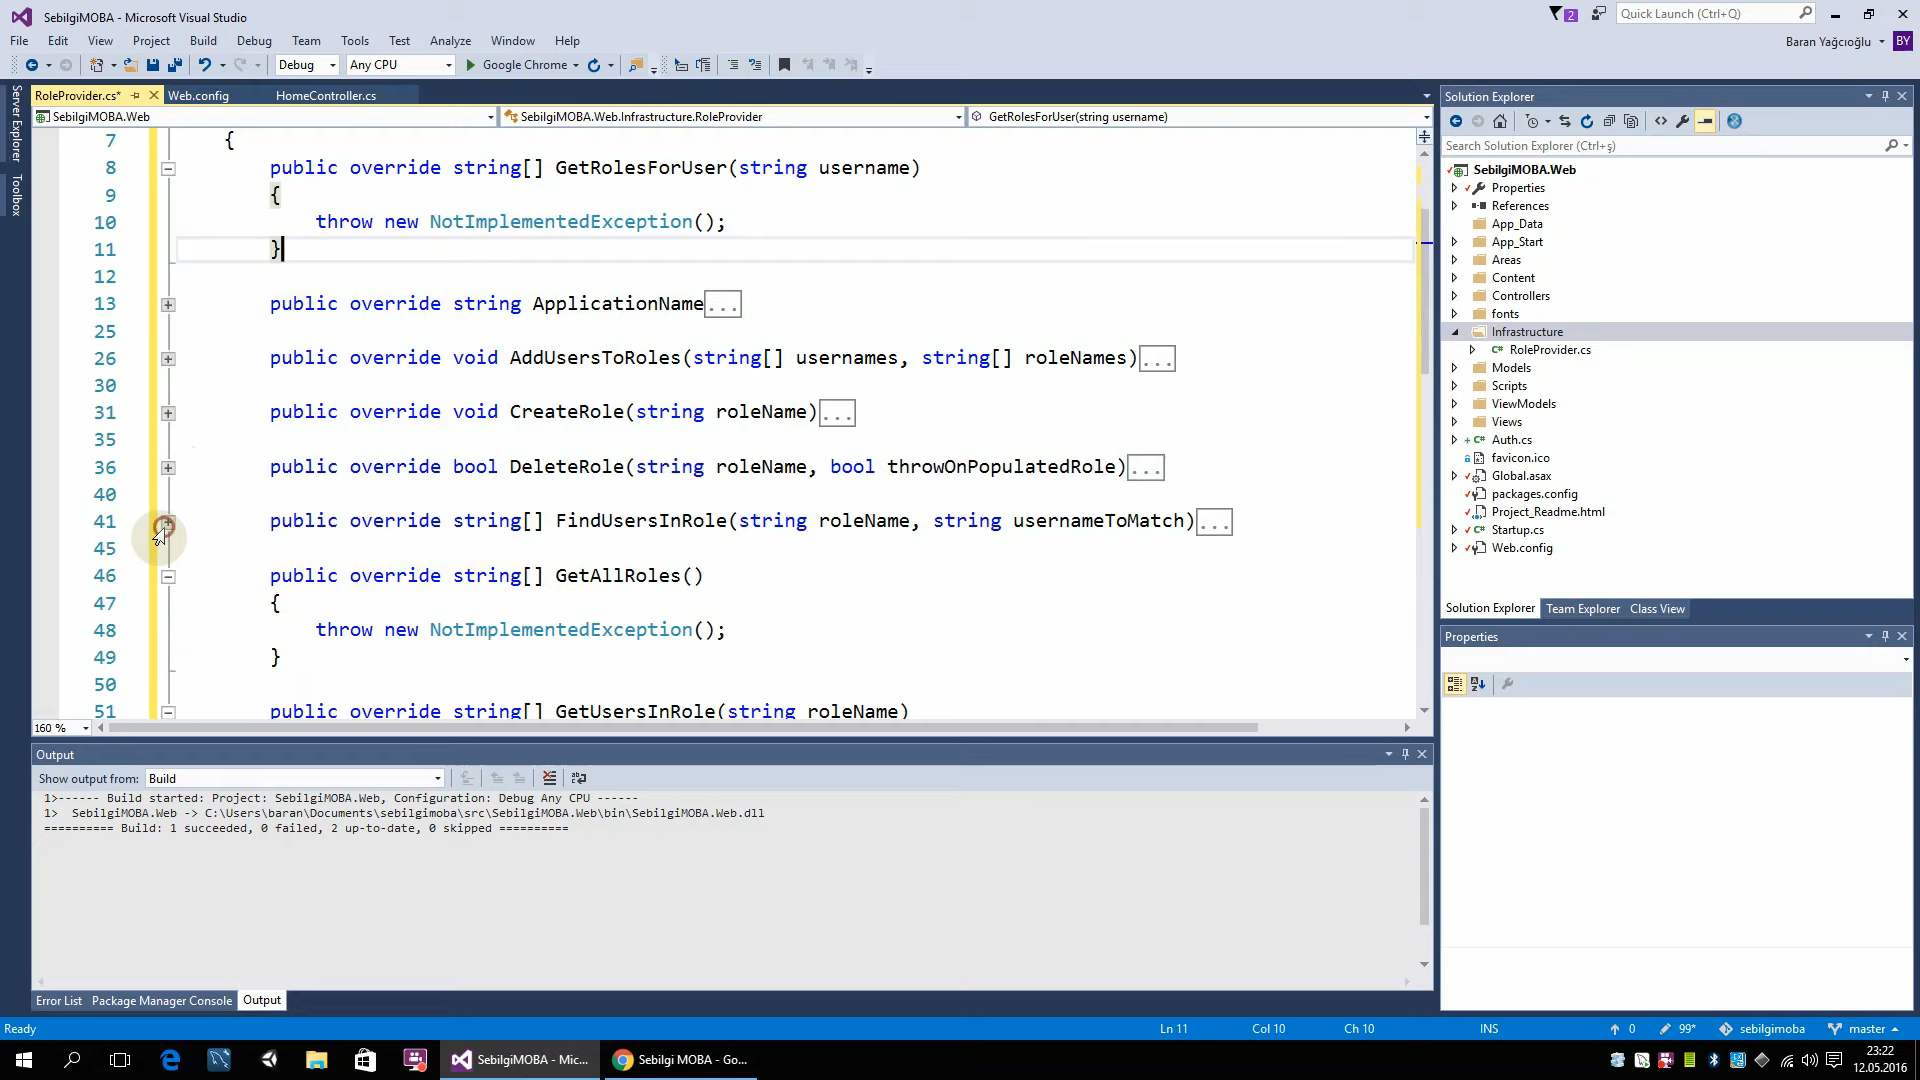 SebilgiMOBA - Microsoft Visual Studio
2
Quick Launch (Ctrl+Q)
File Edit View Project Build Debug Team Tools Test Analyze Window Help
Baran Yağcıoğlu BY
Debug Any CPU Google Chrome
Server Explorer
Toolbox
RoleProvider.cs* Web.config HomeController.cs
SebilgiMOBA.Web SebilgiMOBA.Web.Infrastructure.RoleProvider GetRolesForUser(string username)
7 {
8 public override string[] GetRolesForUser(string username)
9 {
10 throw new NotImplementedException();
11 }
12
13 public override string ApplicationName...
25
26 public override void AddUsersToRoles(string[] usernames, string[] roleNames)...
30
31 public override void CreateRole(string roleName)...
35
36 public override bool DeleteRole(string roleName, bool throwOnPopulatedRole)...
40
41 public override string[] FindUsersInRole(string roleName, string usernameToMatch)...
45
46 public override string[] GetAllRoles()
47 {
48 throw new NotImplementedException();
49 }
50
51 public override string[] GetUsersInRole(string roleName)
160 %
Output
Show output from: Build
1>------ Build started: Project: SebilgiMOBA.Web, Configuration: Debug Any CPU ------
1>  SebilgiMOBA.Web -> C:\Users\baran\Documents\sebilgimoba\src\SebilgiMOBA.Web\bin\SebilgiMOBA.Web.dll
========== Build: 1 succeeded, 0 failed, 2 up-to-date, 0 skipped ==========
Error List Package Manager Console Output
Solution Explorer
Search Solution Explorer (Ctrl+ş)
SebilgiMOBA.Web
Properties
References
App_Data
App_Start
Areas
Content
Controllers
fonts
Infrastructure
RoleProvider.cs
Models
Scripts
ViewModels
Views
Auth.cs
favicon.ico
Global.asax
packages.config
Project_Readme.html
Startup.cs
Web.config
Solution Explorer Team Explorer Class View
Properties
Ready Ln 11 Col 10 Ch 10 INS 0 99* sebilgimoba master
SebilgiMOBA - Mic... Sebilgi MOBA - Go...
23:22
12.05.2016